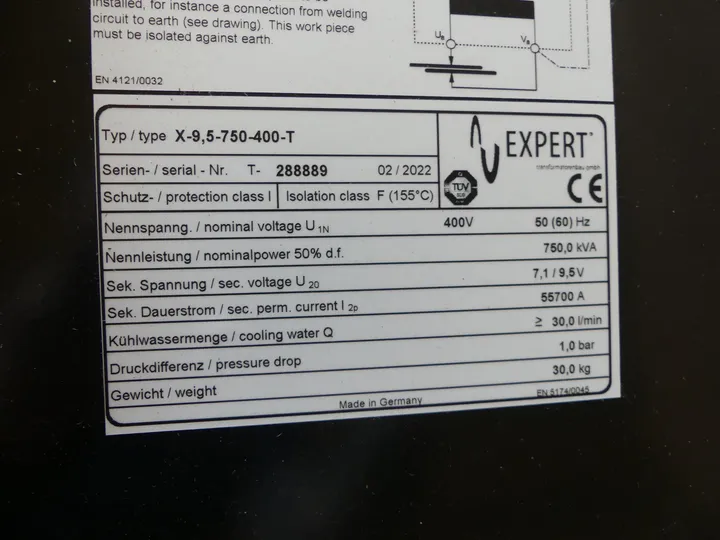 installed, for instance a connection from welding
circuit to earth (see drawing). This work piece
must be isolated against earth.
EN 4121/0032
Typ / type X-9,5-750-400-T
Serien- / serial - Nr. T- 288889 02 / 2022
Schutz- / protection class I Isolation class F (155°C)
EXPERT
transformatorenbau gmbh
TÜV
CE
Nennspanng. / nominal voltage U 1N 400V 50 (60) Hz
Nennleistung / nominalpower 50% d.f. 750,0 kVA
Sek. Spannung / sec. voltage U 20 7,1 / 9,5V
Sek. Dauerstrom / sec. perm. current I 2p 55700 A
Kühlwassermenge / cooling water Q ≥ 30,0 l/min
Druckdifferenz / pressure drop 1,0 bar
Gewicht / weight 30,0 kg
Made in Germany
EN 5174/0045